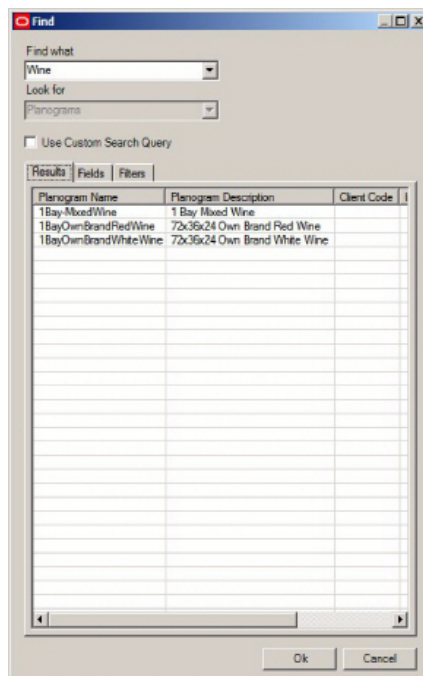 Find
Find what
Wine
Look for
Planograms
Use Custom Search Query
Results Fields Filters
Planogram Name Planogram Description Client Code
1Bay-MixedWine 1 Bay Mixed Wine
1BayOwnBrandRedWine 72x36x24 Own Brand Red Wine
1BayOwnBrandWhiteWine 72x36x24 Own Brand White Wine
Ok Cancel